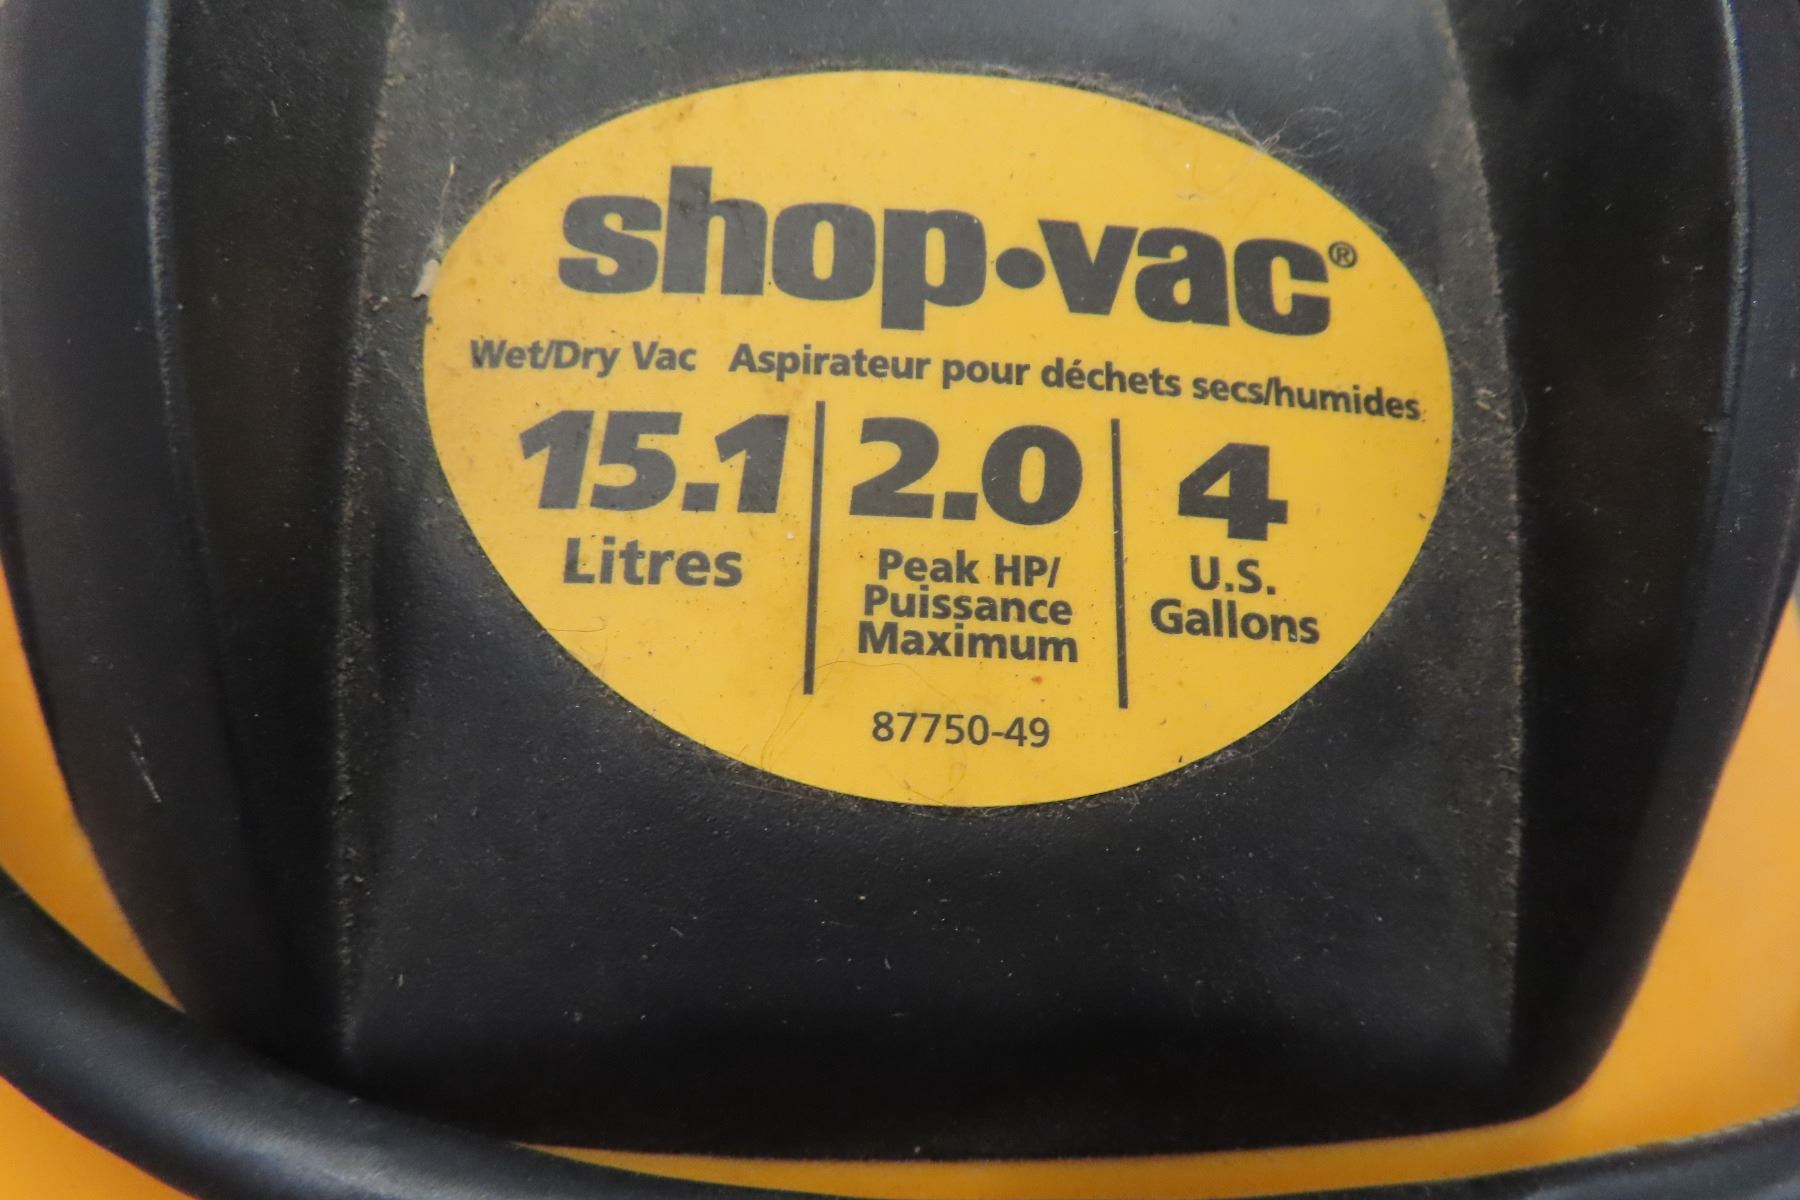 shop•vac®
Wet/Dry Vac Aspirateur pour déchets secs/humides
15.1
Litres
2.0
Peak HP/
Puissance
Maximum
4
U.S.
Gallons
87750-49